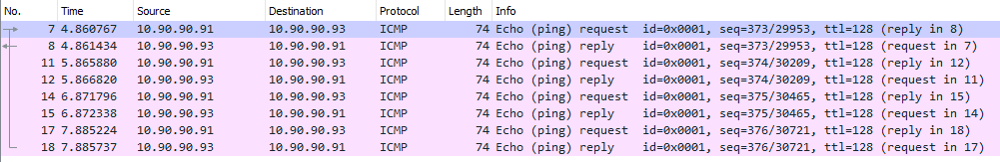 No. Time Source Destination Protocol Length Info
7 4.860767 10.90.90.91 10.90.90.93 ICMP 74 Echo (ping) request id=0x0001, seq=373/29953, ttl=128 (reply in 8)
8 4.861434 10.90.90.93 10.90.90.91 ICMP 74 Echo (ping) reply id=0x0001, seq=373/29953, ttl=128 (request in 7)
11 5.865880 10.90.90.91 10.90.90.93 ICMP 74 Echo (ping) request id=0x0001, seq=374/30209, ttl=128 (reply in 12)
12 5.866820 10.90.90.93 10.90.90.91 ICMP 74 Echo (ping) reply id=0x0001, seq=374/30209, ttl=128 (request in 11)
14 6.871796 10.90.90.91 10.90.90.93 ICMP 74 Echo (ping) request id=0x0001, seq=375/30465, ttl=128 (reply in 15)
15 6.872338 10.90.90.93 10.90.90.91 ICMP 74 Echo (ping) reply id=0x0001, seq=375/30465, ttl=128 (request in 14)
17 7.885224 10.90.90.91 10.90.90.93 ICMP 74 Echo (ping) request id=0x0001, seq=376/30721, ttl=128 (reply in 18)
18 7.885737 10.90.90.93 10.90.90.91 ICMP 74 Echo (ping) reply id=0x0001, seq=376/30721, ttl=128 (request in 17)